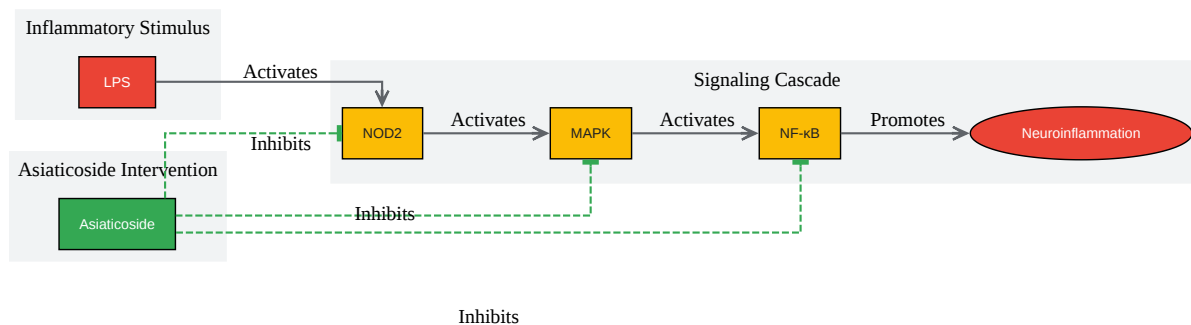 Inflammatory Stimulus
LPS
Activates
Signaling Cascade
NOD2
Activates
MAPK
Activates
NF-κB
Promotes
Neuroinflammation
Inhibits
Asiaticoside Intervention
Asiaticoside
Inhibits
Inhibits